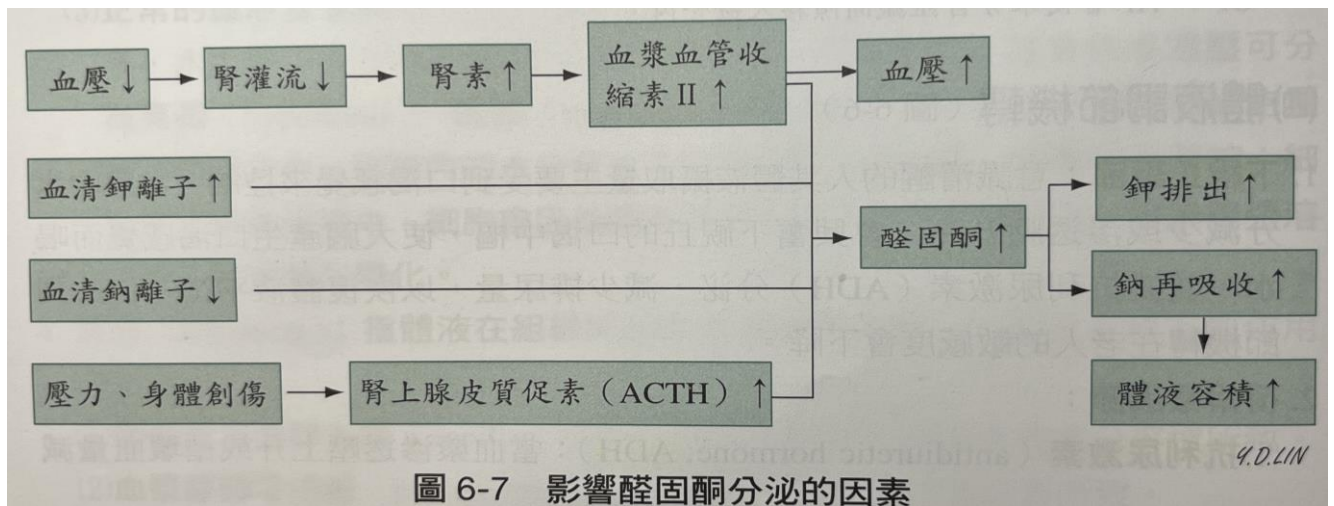 血壓↓
腎灌流↓
腎素↑
血漿血管收
縮素II↑
血壓↑
血清鉀離子↑
血清鈉離子↓
醛固酮↑
鉀排出↑
鈉再吸收↑
體液容積↑
壓力、身體創傷
腎上腺皮質促素（ACTH）↑
Y.D.LIN
圖 6-7 影響醛固酮分泌的因素